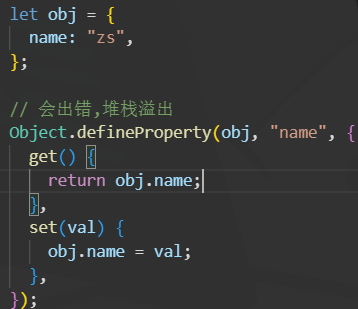 let obj = {
  name: "zs",
};

// 会出错,堆栈溢出
Object.defineProperty(obj, "name", {
  get() {
    return obj.name;
  },
  set(val) {
    obj.name = val;
  },
});